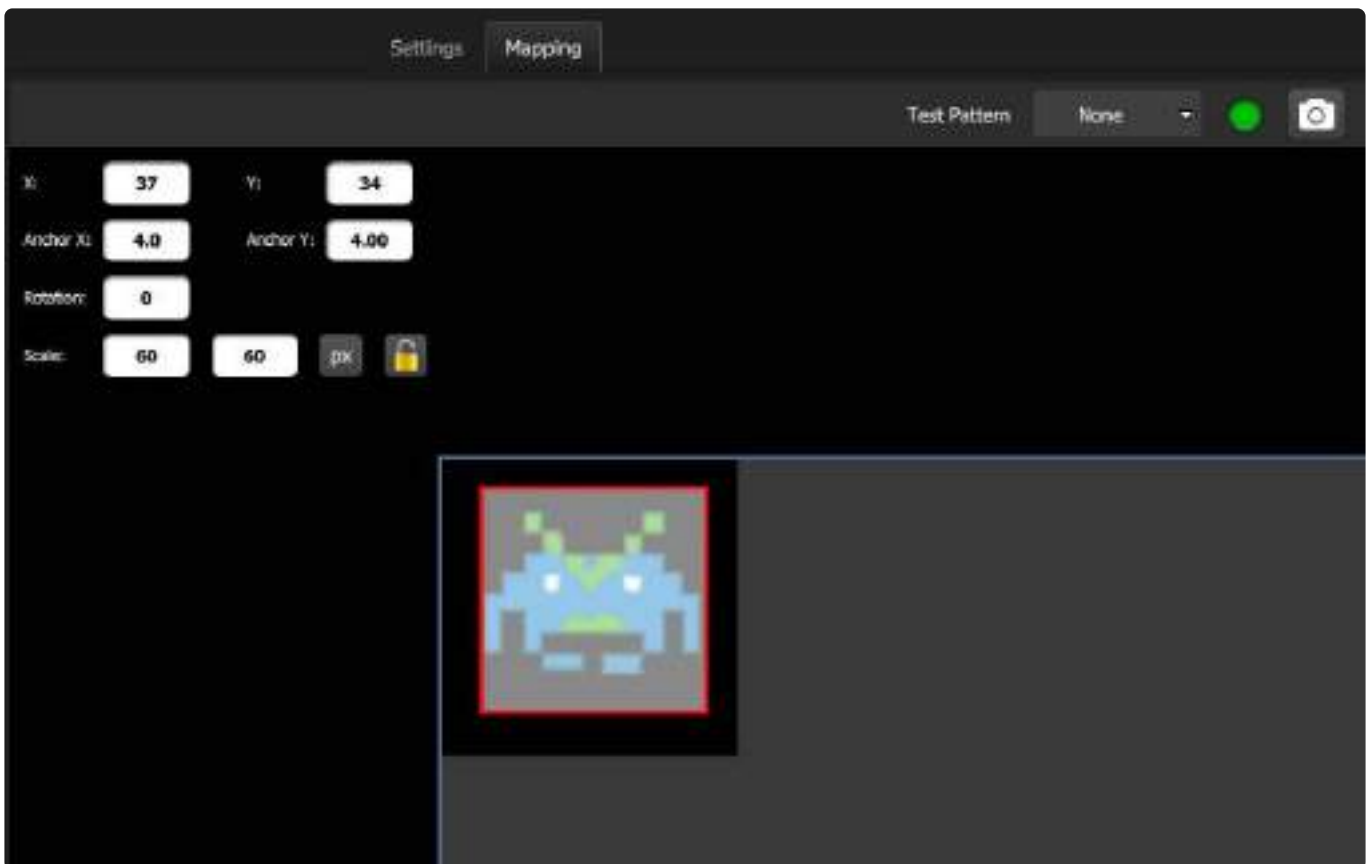 Settings Mapping
Test Pattern None
X: 37 Y: 34
Anchor X: 4.0 Anchor Y: 4.00
Rotation: 0
Scale: 60 60 px